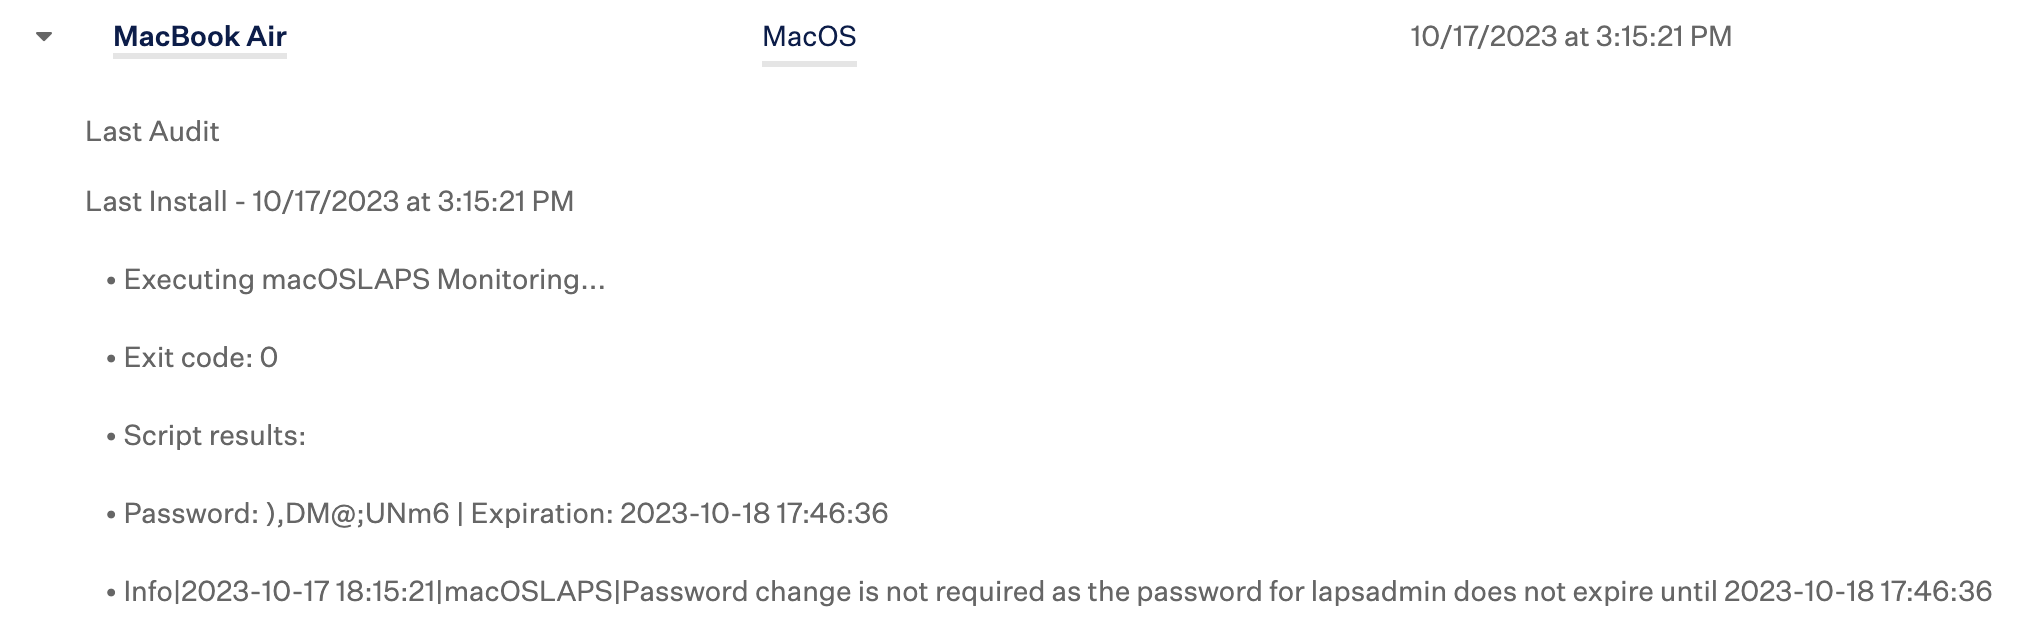 MacBook Air MacOS 10/17/2023 at 3:15:21 PM
Last Audit
Last Install - 10/17/2023 at 3:15:21 PM
• Executing macOSLAPS Monitoring...
• Exit code: 0
• Script results:
• Password: ),DM@;UNm6 | Expiration: 2023-10-18 17:46:36
• Info|2023-10-17 18:15:21|macOSLAPS|Password change is not required as the password for lapsadmin does not expire until 2023-10-18 17:46:36